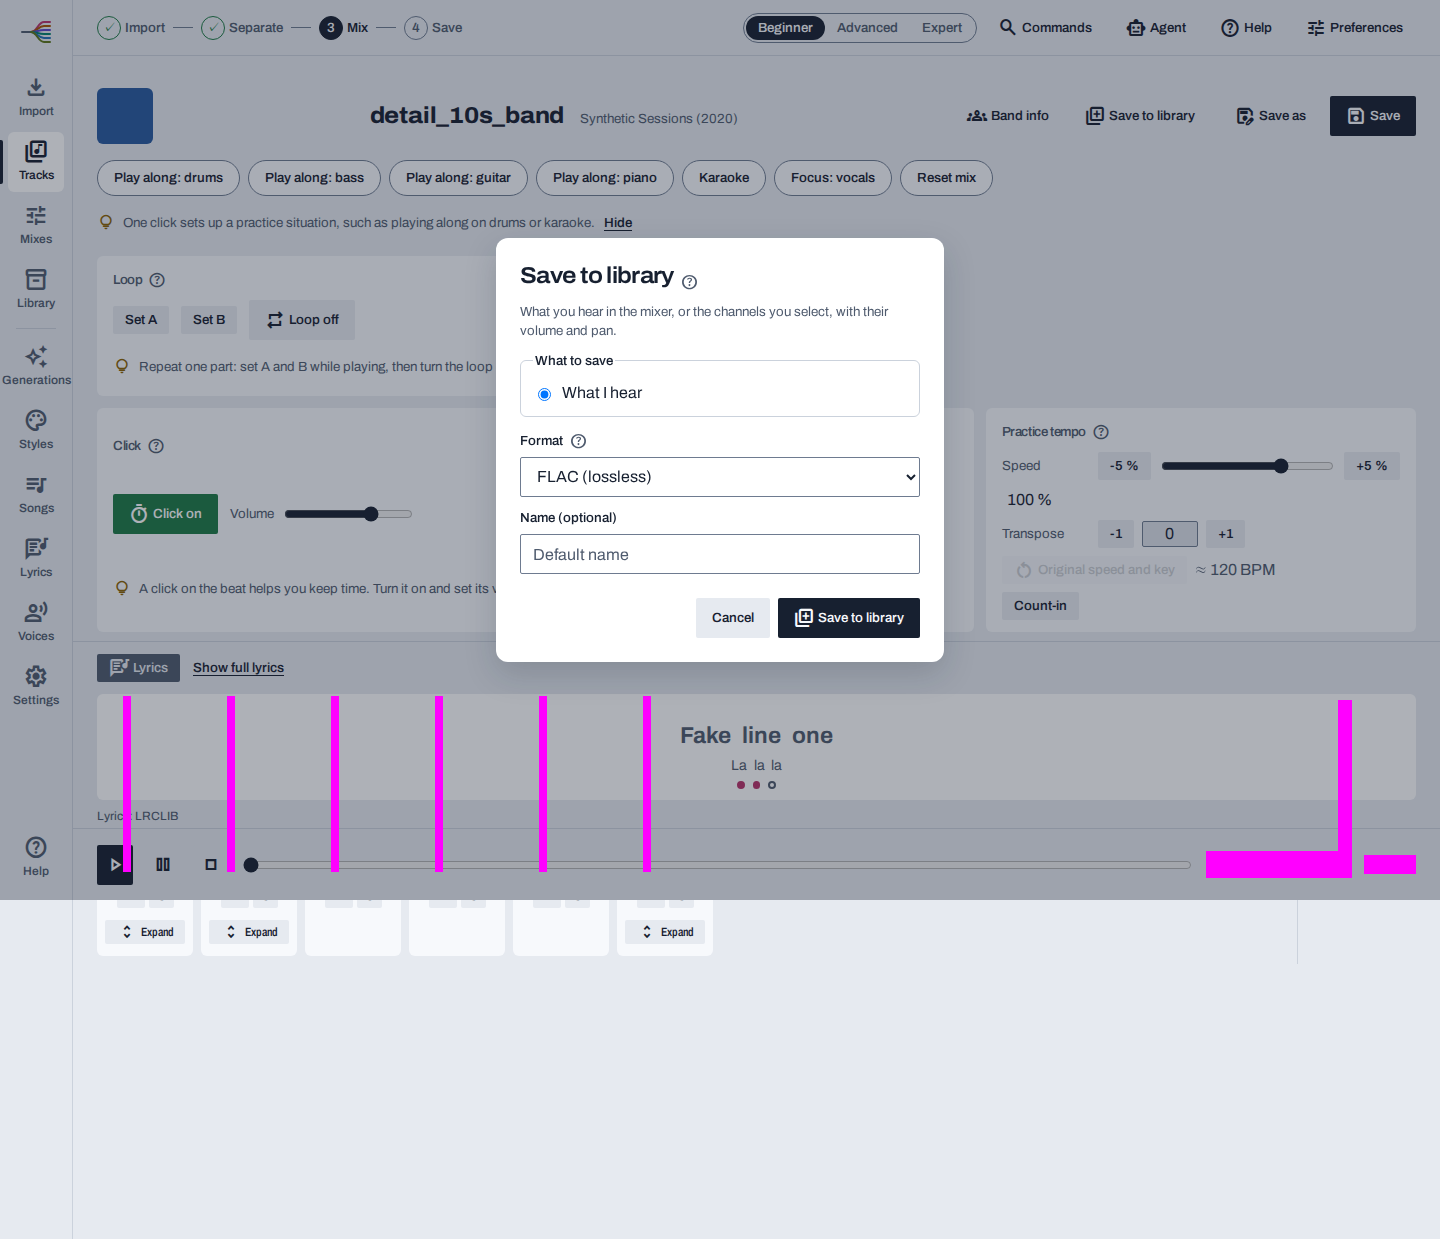 Import
Separate
3 Mix
4 Save
Beginner
Advanced
Expert
Commands
Agent
Help
Preferences
Import
Tracks
Mixes
Library
Generations
Styles
Songs
Lyrics
Voices
Settings
Help
detail_10s_band
Synthetic Sessions (2020)
Band info
Save to library
Save as
Save
Play along: drums
Play along: bass
Play along: guitar
Play along: piano
Karaoke
Focus: vocals
Reset mix
One click sets up a practice situation, such as playing along on drums or karaoke. Hide
Loop
Set A
Set B
Loop off
Repeat one part: set A and B while playing, then turn the loop
Click
Click on
Volume
A click on the beat helps you keep time. Turn it on and set its
Save to library
What you hear in the mixer, or the channels you select, with their
volume and pan.
What to save
What I hear
Format
FLAC (lossless)
Name (optional)
Default name
Cancel
Save to library
Practice tempo
Speed
-5 %
+5 %
100 %
Transpose
-1
0
+1
Original speed and key
≈ 120 BPM
Count-in
Lyrics
Show full lyrics
Fake line one
La la la
LRCLIB
Expand
Expand
Expand